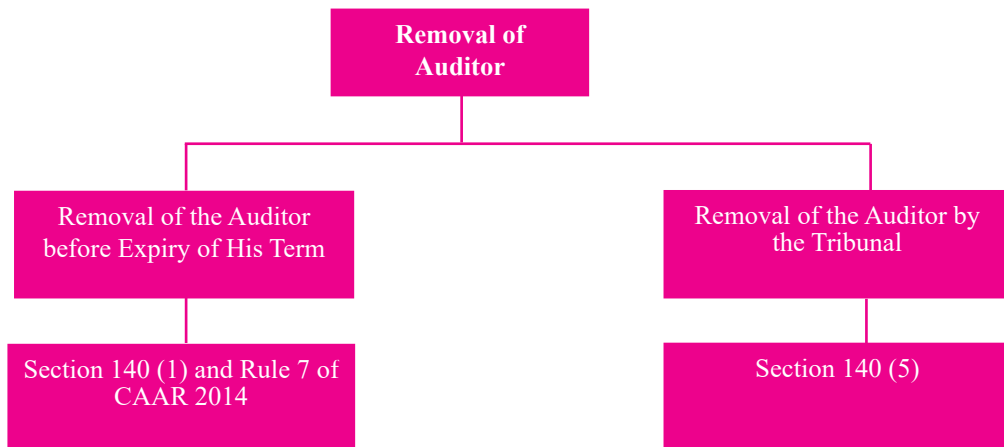 Removal of
Auditor
Removal of the Auditor
before Expiry of His Term
Removal of the Auditor by
the Tribunal
Section 140 (1) and Rule 7 of
CAAR 2014
Section 140 (5)